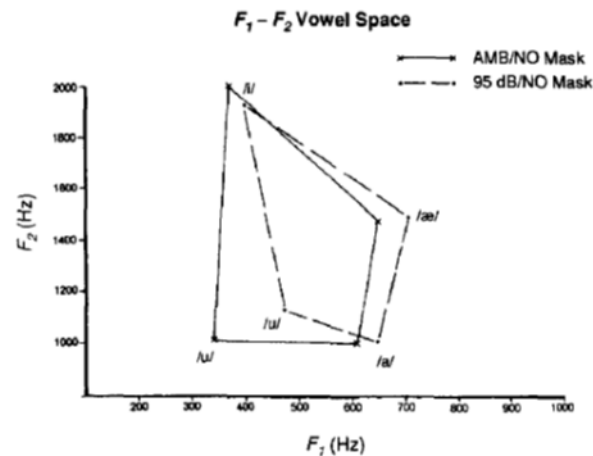 F₁ – F₂ Vowel Space
AMB/NO Mask
95 dB/NO Mask
2000
1800
1600
1400
1200
1000
F₂ (Hz)
/i/
/æ/
/u/
/u/
/a/
200 300 400 500 600 700 800 900 1000
F₁ (Hz)